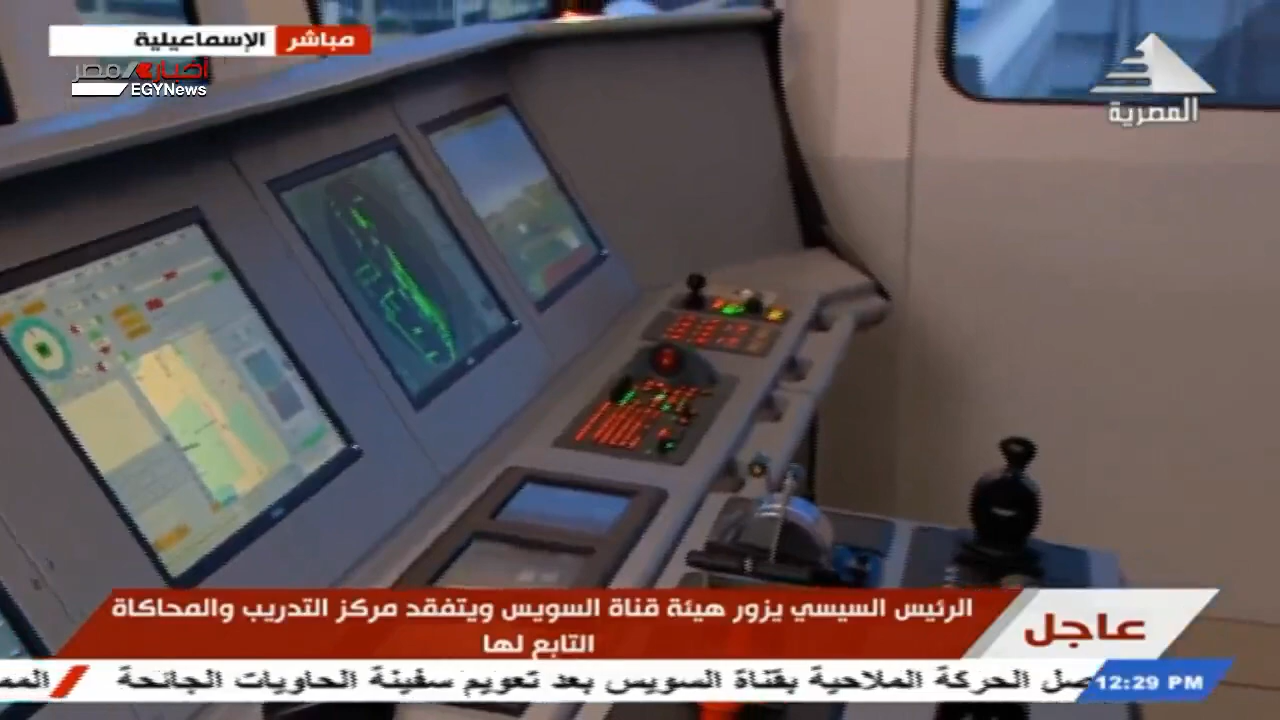 مباشر الإسماعيلية
أخبار مصر
EGYNews
المصرية
عاجل
الرئيس السيسي يزور هيئة قناة السويس ويتفقد مركز التدريب والمحاكاة
التابع لها
12:29 PM
الحركة الملاحية بقناة السويس بعد تعويم سفينة الحاويات الجانحة